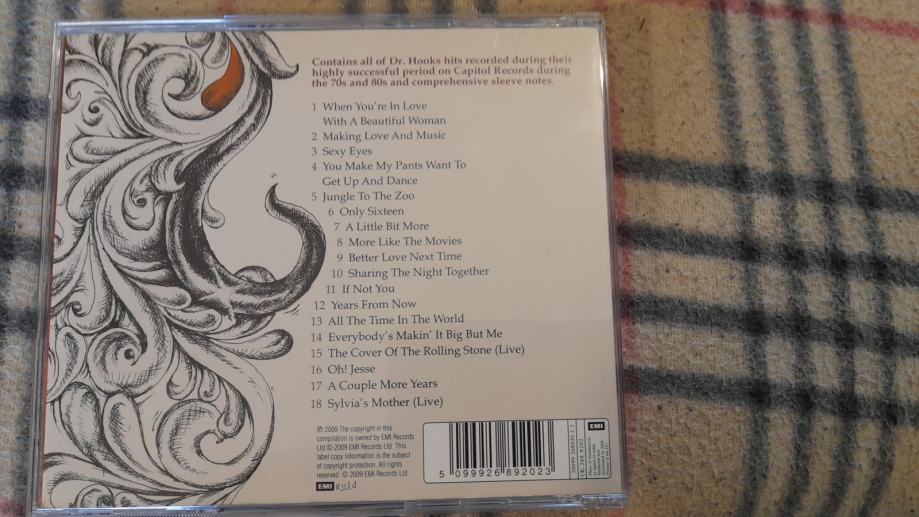 Contains all of Dr. Hooks hits recorded during their
highly successful period on Capitol Records during
the 70s and 80s and comprehensive sleeve notes.
1 When You're In Love
With A Beautiful Woman
2 Making Love And Music
3 Sexy Eyes
4 You Make My Pants Want To
Get Up And Dance
5 Jungle To The Zoo
6 Only Sixteen
7 A Little Bit More
8 More Like The Movies
9 Better Love Next Time
10 Sharing The Night Together
11 If Not You
12 Years From Now
13 All The Time In The World
14 Everybody's Makin' It Big But Me
15 The Cover Of The Rolling Stone (Live)
16 Oh! Jesse
17 A Couple More Years
18 Sylvia's Mother (Live)
℗ 2009 The copyright in this
compilation is owned by EMI Records
Ltd © 2009 EMI Records Ltd. This
label copy information is the subject
of copyright protection. All rights
reserved. © 2009 EMI Records Ltd
EMI gold
5 099926 892023
EMI